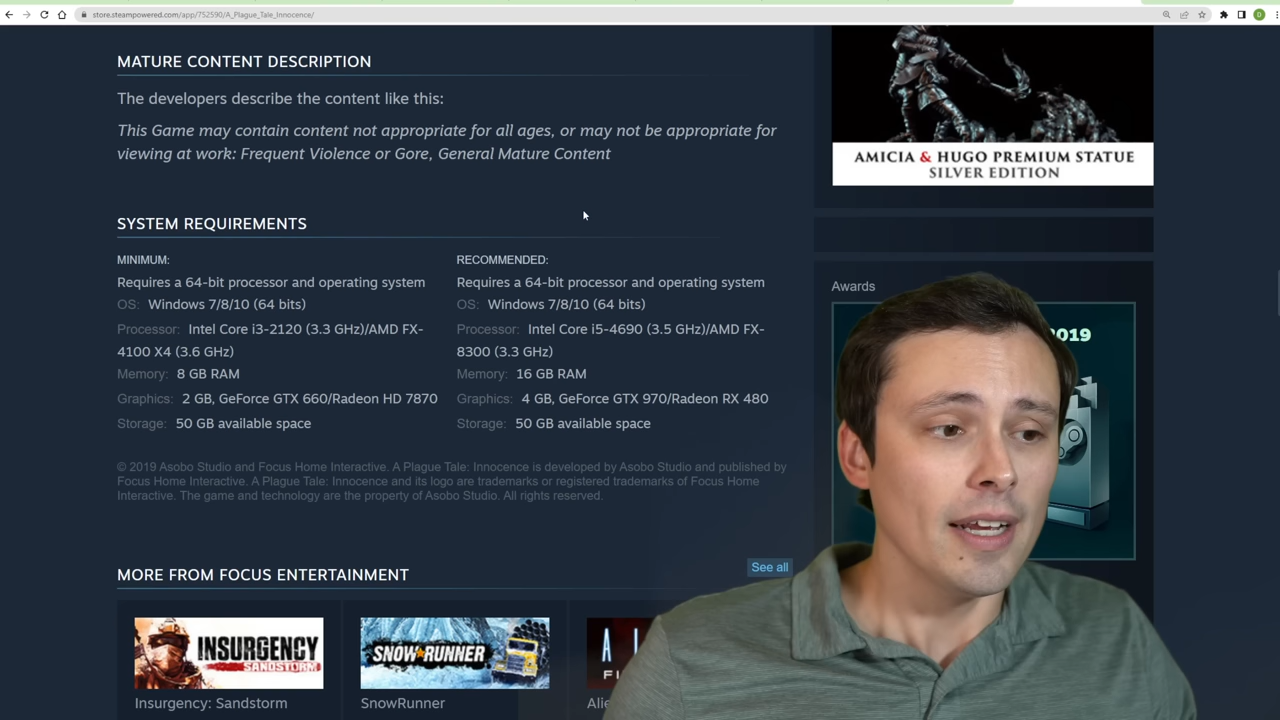 store.steampowered.com/app/752590/A_Plague_Tale_Innocence/
MATURE CONTENT DESCRIPTION
The developers describe the content like this:
This Game may contain content not appropriate for all ages, or may not be appropriate for
viewing at work: Frequent Violence or Gore, General Mature Content
SYSTEM REQUIREMENTS
MINIMUM:
Requires a 64-bit processor and operating system
OS: Windows 7/8/10 (64 bits)
Processor: Intel Core i3-2120 (3.3 GHz)/AMD FX-
4100 X4 (3.6 GHz)
Memory: 8 GB RAM
Graphics: 2 GB, GeForce GTX 660/Radeon HD 7870
Storage: 50 GB available space
RECOMMENDED:
Requires a 64-bit processor and operating system
OS: Windows 7/8/10 (64 bits)
Processor: Intel Core i5-4690 (3.5 GHz)/AMD FX-
8300 (3.3 GHz)
Memory: 16 GB RAM
Graphics: 4 GB, GeForce GTX 970/Radeon RX 480
Storage: 50 GB available space
© 2019 Asobo Studio and Focus Home Interactive. A Plague Tale: Innocence is developed by Asobo Studio and published by
Focus Home Interactive. A Plague Tale: Innocence and its logo are trademarks or registered trademarks of Focus Home
Interactive. The game and technology are the property of Asobo Studio. All rights reserved.
MORE FROM FOCUS ENTERTAINMENT
See all
INSURGENCY
SANDSTORM
Insurgency: Sandstorm
SNOWRUNNER
SnowRunner
AMICIA & HUGO PREMIUM STATUE
SILVER EDITION
Awards
2019
D